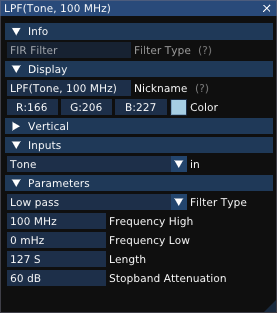 LPF(Tone, 100 MHz)
Info
FIR Filter Filter Type (?)
Display
LPF(Tone, 100 MHz) Nickname (?)
R:166 G:206 B:227 Color
Vertical
Inputs
Tone in
Parameters
Low pass Filter Type
100 MHz Frequency High
0 mHz Frequency Low
127 S Length
60 dB Stopband Attenuation